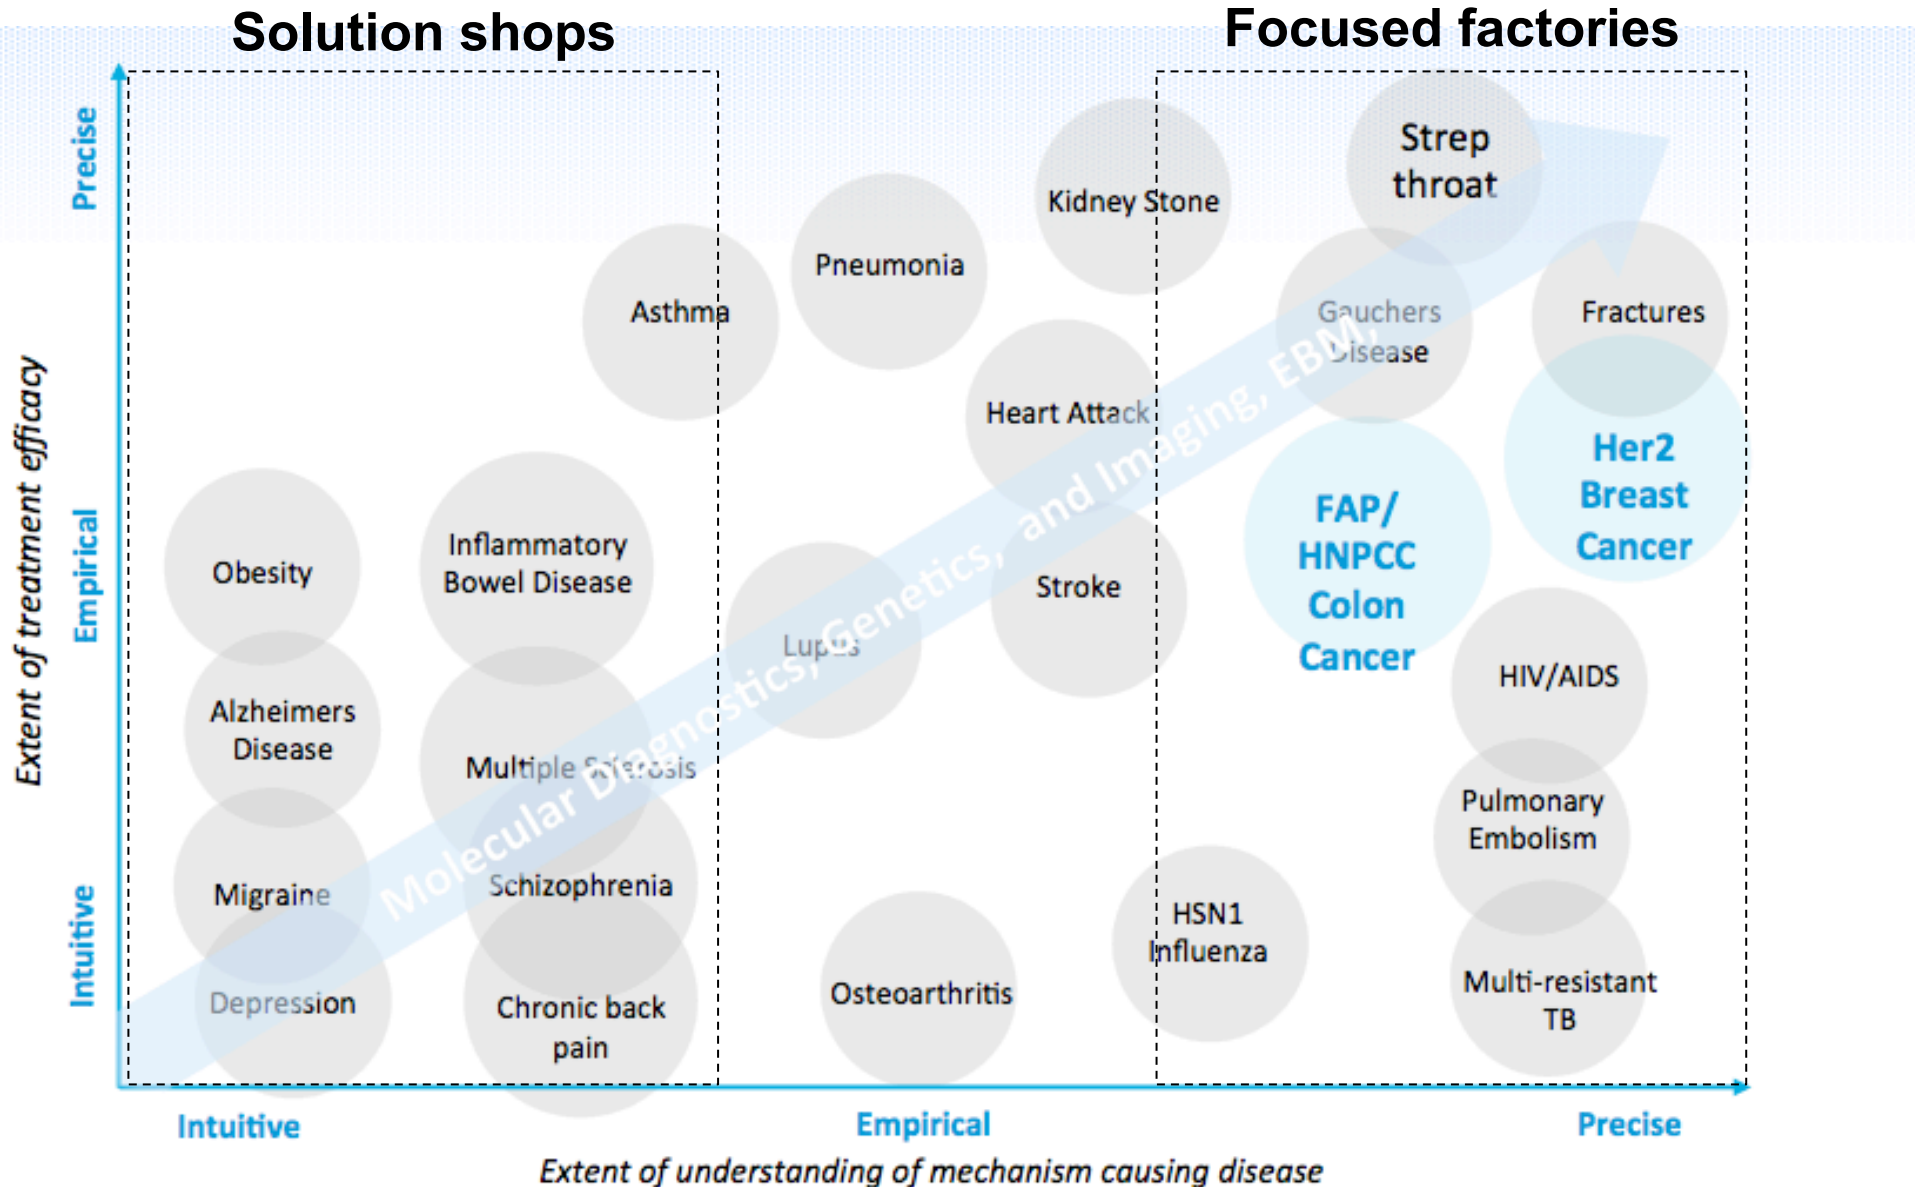 Solution shops
Focused factories
Precise
Empirical
Intuitive
Extent of treatment efficacy
Strep
throat
Kidney Stone
Pneumonia
Asthma
Gauchers
Disease
Fractures
Heart Attack
Her2
Breast
Cancer
FAP/
HNPCC
Colon
Cancer
Obesity
Inflammatory
Bowel Disease
Stroke
Lupus
HIV/AIDS
Alzheimers
Disease
Multiple Sclerosis
Pulmonary
Embolism
Migraine
Schizophrenia
HSN1
Influenza
Depression
Chronic back
pain
Osteoarthritis
Multi-resistant
TB
Molecular Diagnostics, Genetics, and Imaging, EBM,
Intuitive
Empirical
Precise
Extent of understanding of mechanism causing disease